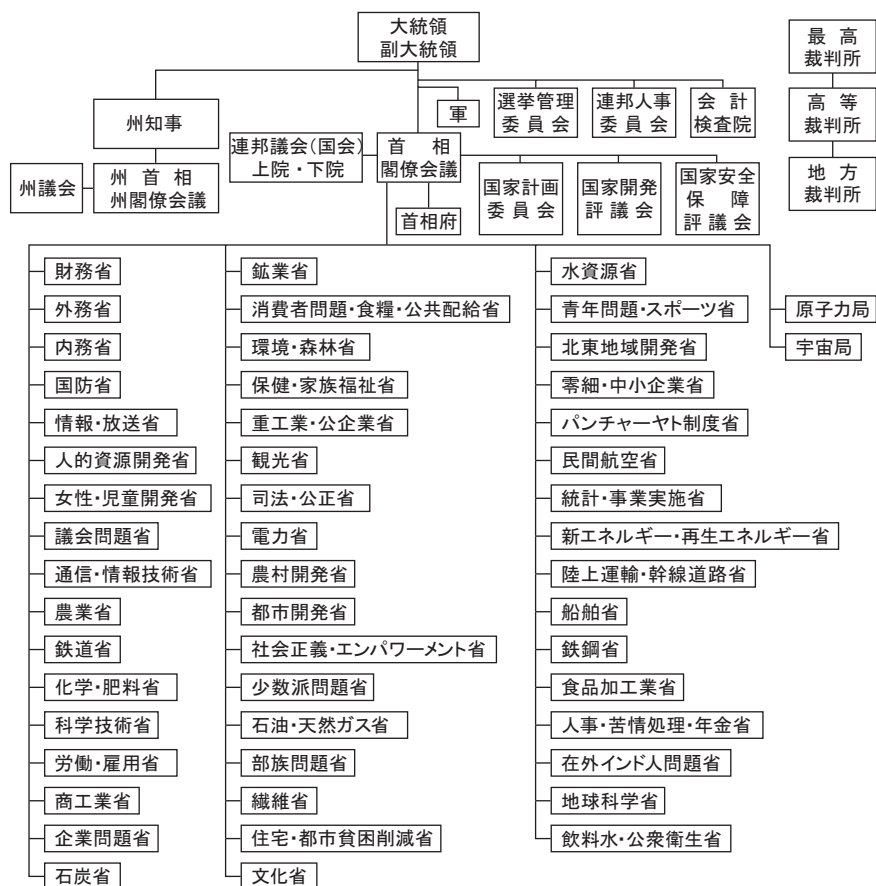 大統領
副大統領
最高
裁判所
州知事
軍
選挙管理
委員会
連邦人事
委員会
会計
検査院
高等
裁判所
州議会
州首相
州閣僚会議
連邦議会(国会)
上院・下院
首相
閣僚会議
首相府
国家計画
委員会
国家開発
評議会
国家安全
保障
評議会
地方
裁判所
財務省
外務省
内務省
国防省
情報・放送省
人的資源開発省
女性・児童開発省
議会問題省
通信・情報技術省
農業省
鉄道省
化学・肥料省
科学技術省
労働・雇用省
商工業省
企業問題省
石炭省
鉱業省
消費者問題・食糧・公共配給省
環境・森林省
保健・家族福祉省
重工業・公企業省
観光省
司法・公正省
電力省
農村開発省
都市開発省
社会正義・エンパワーメント省
少数派問題省
石油・天然ガス省
部族問題省
繊維省
住宅・都市貧困削減省
文化省
水資源省
青年問題・スポーツ省
北東地域開発省
零細・中小企業省
パンチャーヤト制度省
民間航空省
統計・事業実施省
新エネルギー・再生エネルギー省
陸上運輸・幹線道路省
船舶省
鉄鋼省
食品加工業省
人事・苦情処理・年金省
在外インド人問題省
地球科学省
飲料水・公衆衛生省
原子力局
宇宙局